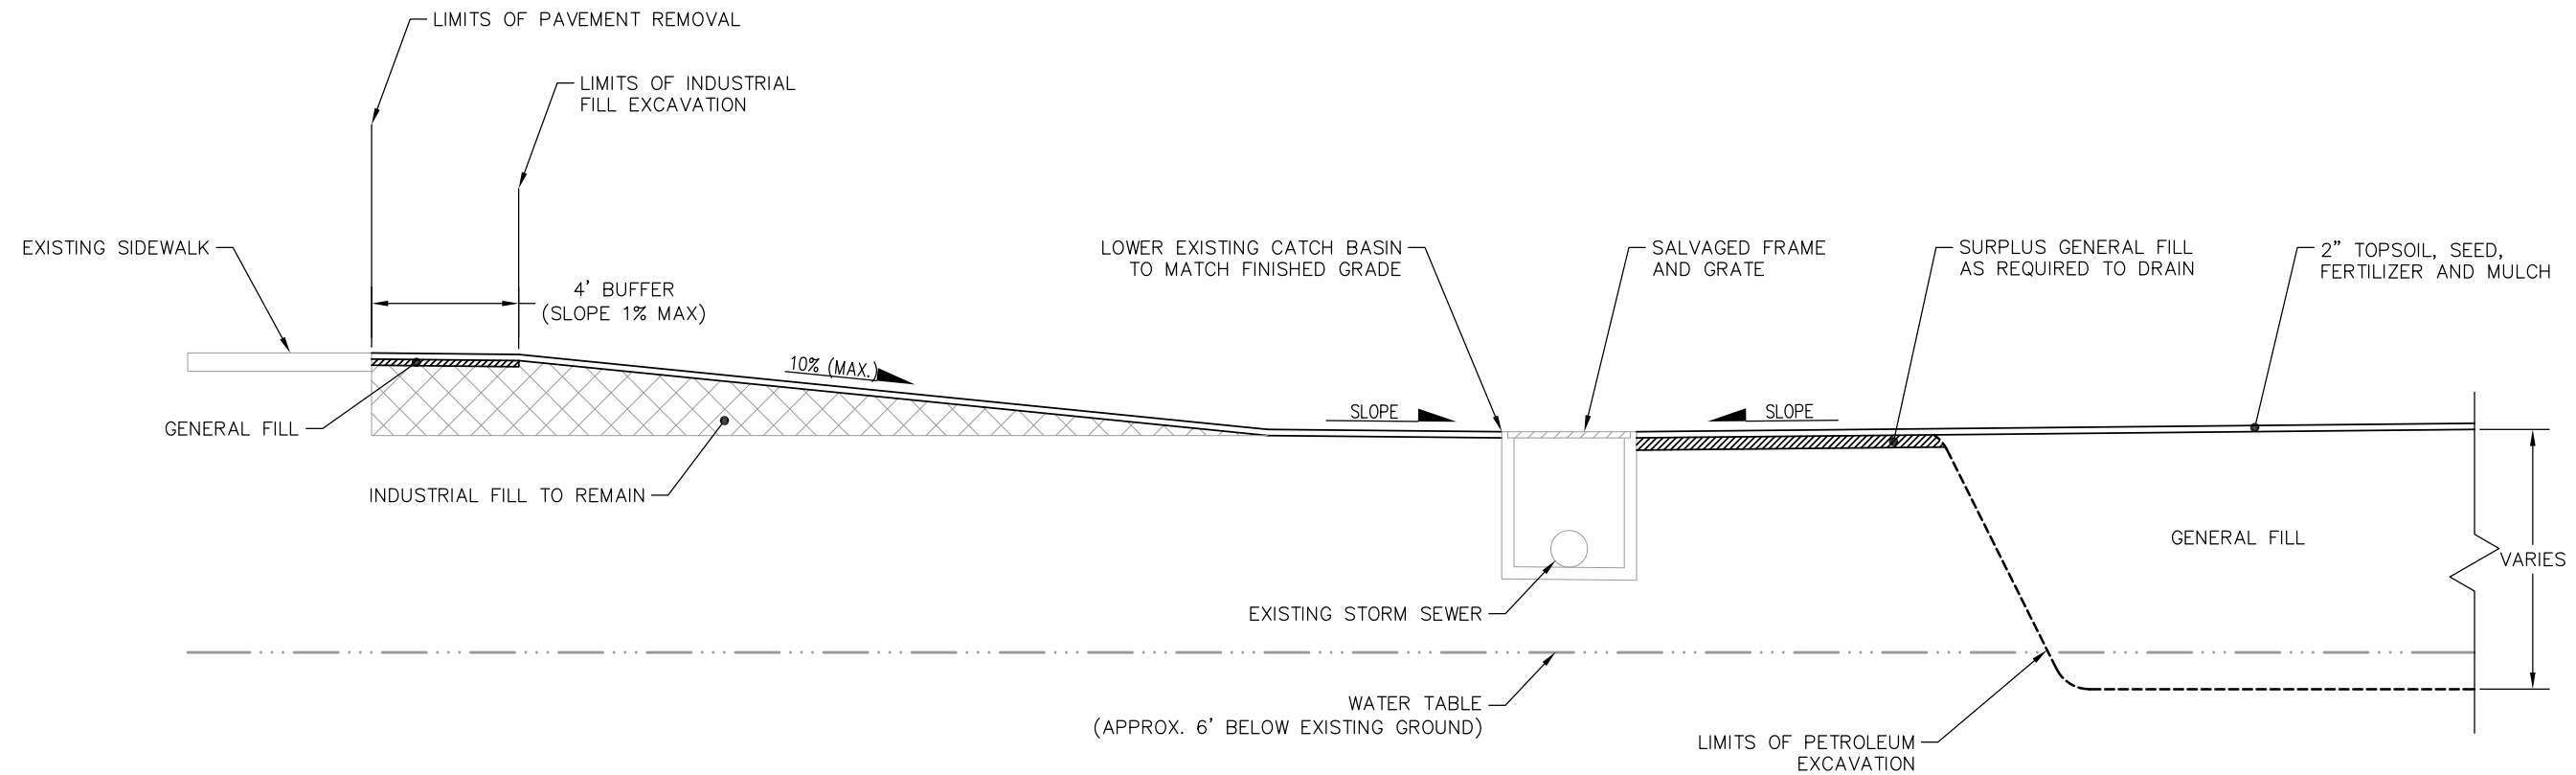 LIMITS OF PAVEMENT REMOVAL
LIMITS OF INDUSTRIAL
FILL EXCAVATION
EXISTING SIDEWALK
4' BUFFER
(SLOPE 1% MAX)
LOWER EXISTING CATCH BASIN
TO MATCH FINISHED GRADE
SALVAGED FRAME
AND GRATE
SURPLUS GENERAL FILL
AS REQUIRED TO DRAIN
2" TOPSOIL, SEED,
FERTILIZER AND MULCH
10% (MAX.)
SLOPE
SLOPE
GENERAL FILL
INDUSTRIAL FILL TO REMAIN
GENERAL FILL
VARIES
EXISTING STORM SEWER
WATER TABLE
(APPROX. 6' BELOW EXISTING GROUND)
LIMITS OF PETROLEUM
EXCAVATION